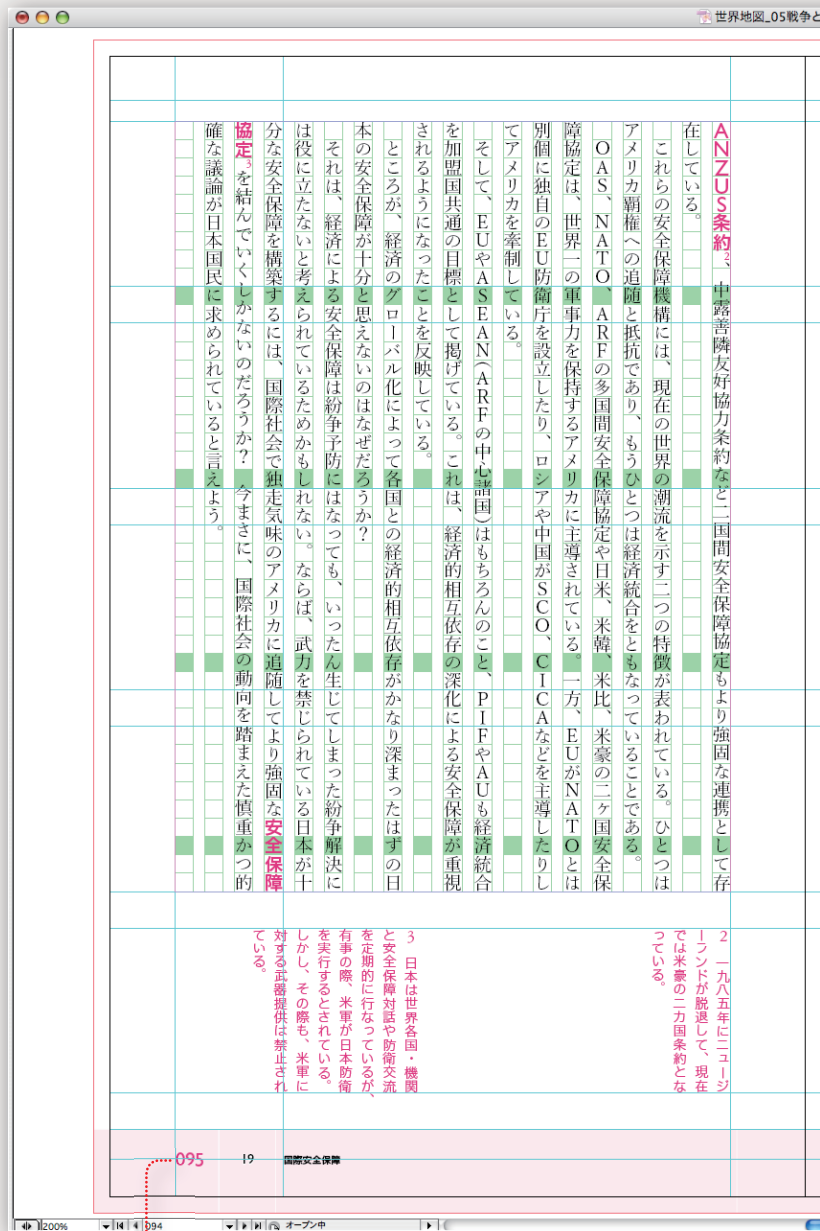 世界地図_05戦争と
ANZUS条約2、中露善隣友好協力条約など二国間安全保障協定もより強固な連携として存
在している。
これらの安全保障機構には、現在の世界の潮流を示す二つの特徴が表われている。ひとつは
アメリカ覇権への追随と抵抗であり、もうひとつは経済統合をともなっていることである。
OAS、NATO、ARFの多国間安全保障協定や日米、米韓、米比、米豪の二ヶ国安全保
障協定は、世界一の軍事力を保持するアメリカに主導されている。一方、EUがNATOとは
別個に独自のEU防衛庁を設立したり、ロシアや中国がSCO、CICAなどを主導したりし
てアメリカを牽制している。
そして、EUやASEAN(ARFの中心諸国)はもちろんのこと、PIFやAUも経済統合
を加盟国共通の目標として掲げている。これは、経済的相互依存の深化による安全保障が重視
されるようになったことを反映している。
ところが、経済のグローバル化によって各国との経済的相互依存がかなり深まったはずの日
本の安全保障が十分と思えないのはなぜだろうか?
それは、経済による安全保障は紛争予防にはなっても、いったん生じてしまった紛争解決に
は役に立たないと考えられているためかもしれない。ならば、武力を禁じられている日本が十
分な安全保障を構築するには、国際社会で独走気味のアメリカに追随してより強固な安全保障
協定3を結んでいくしかないのだろうか? 今まさに、国際社会の動向を踏まえた慎重かつ的
確な議論が日本国民に求められていると言えよう。
2 一九八五年にニュージ
ーランドが脱退して、現在
では米豪の二カ国条約とな
っている。
3 日本は世界各国・機関
と安全保障対話や防衛交流
を定期的に行なっているが、
有事の際、米軍が日本防衛
を実行するとされている。
しかし、その際も、米軍に
対する武器提供は禁止され
ている。
095 19 国際安全保障
200% 094 オープン中